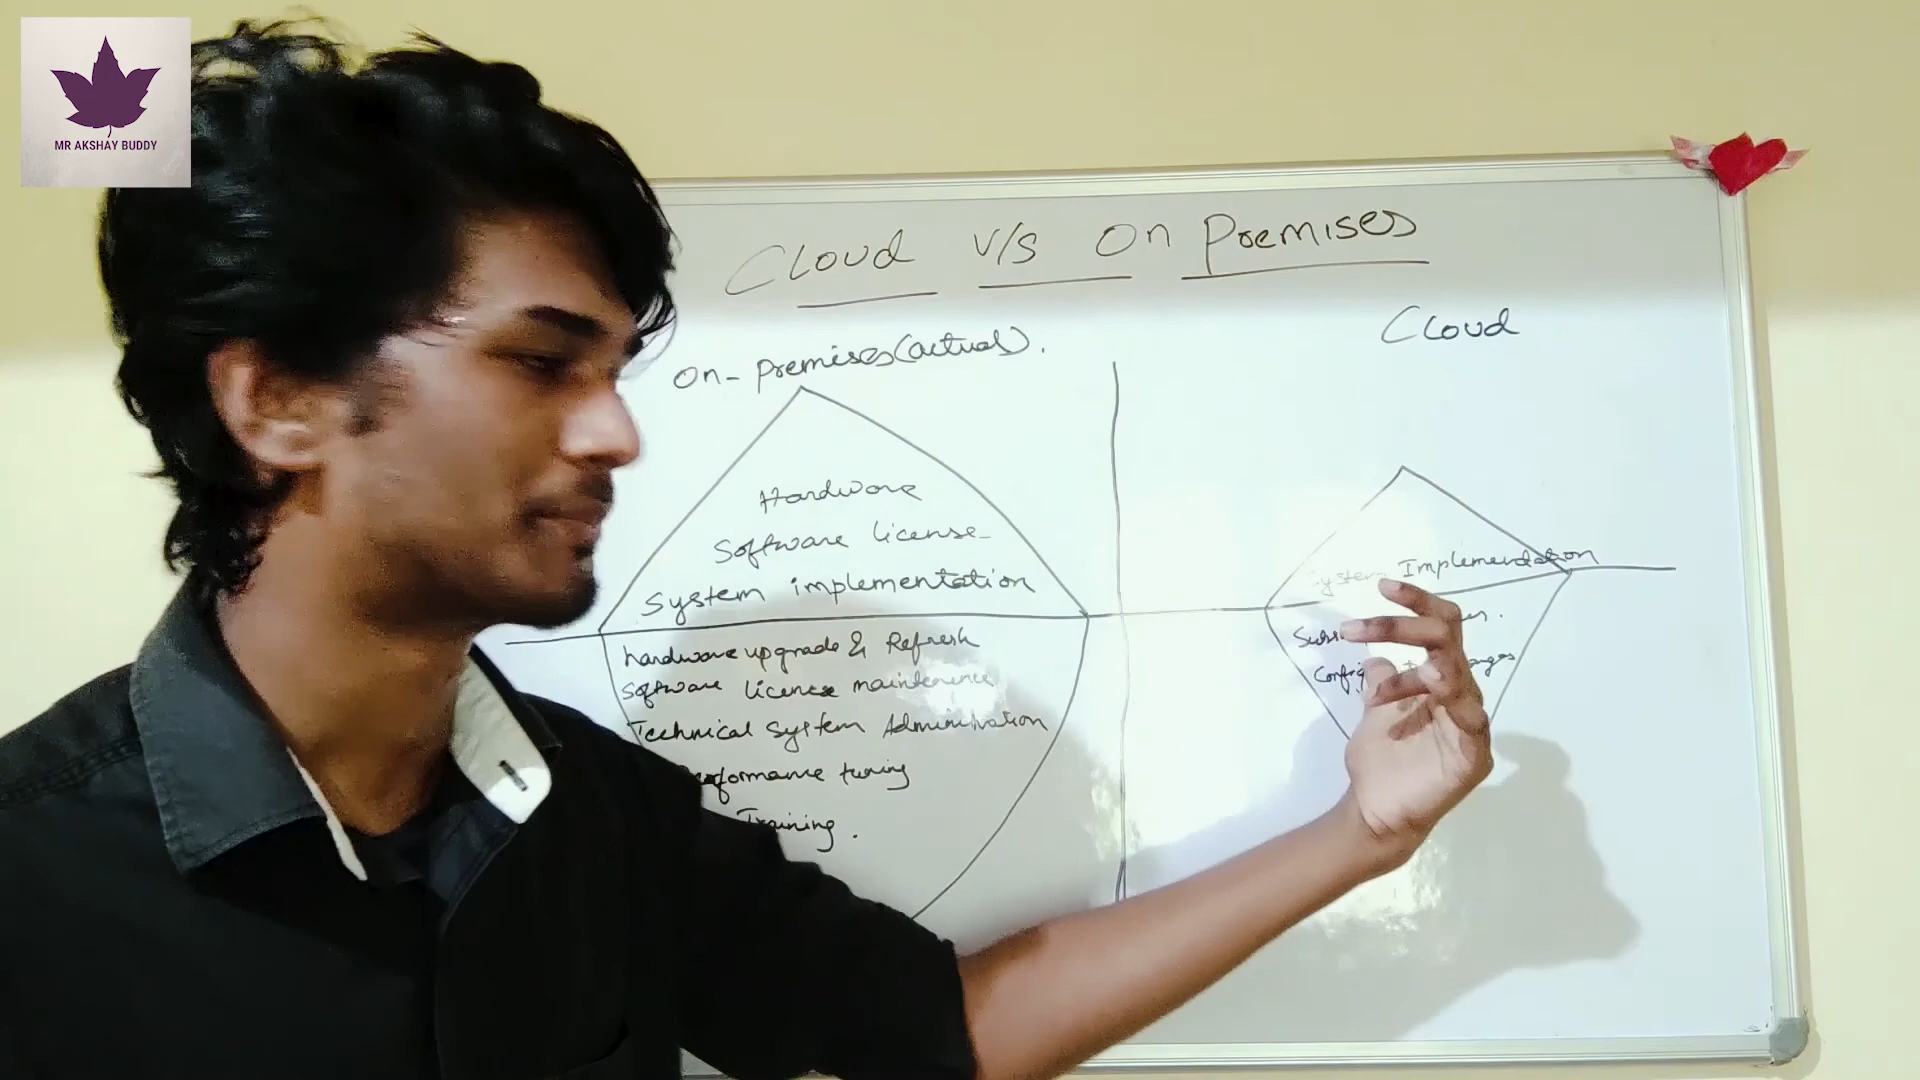 MR AKSHAY BUDDY
Cloud v/s On Premises
On-premises (actual).
Hardware
Software license
System implementation
hardware upgrade & Refresh
Software license maintenence
Technical System Administration
Performance tuning
Training.
Cloud
System Implementation